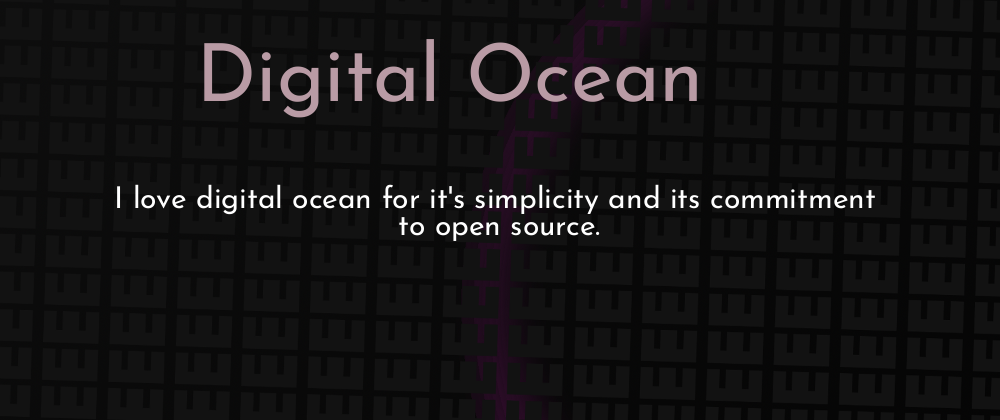 Digital Ocean
I love digital ocean for it's simplicity and its commitment
to open source.